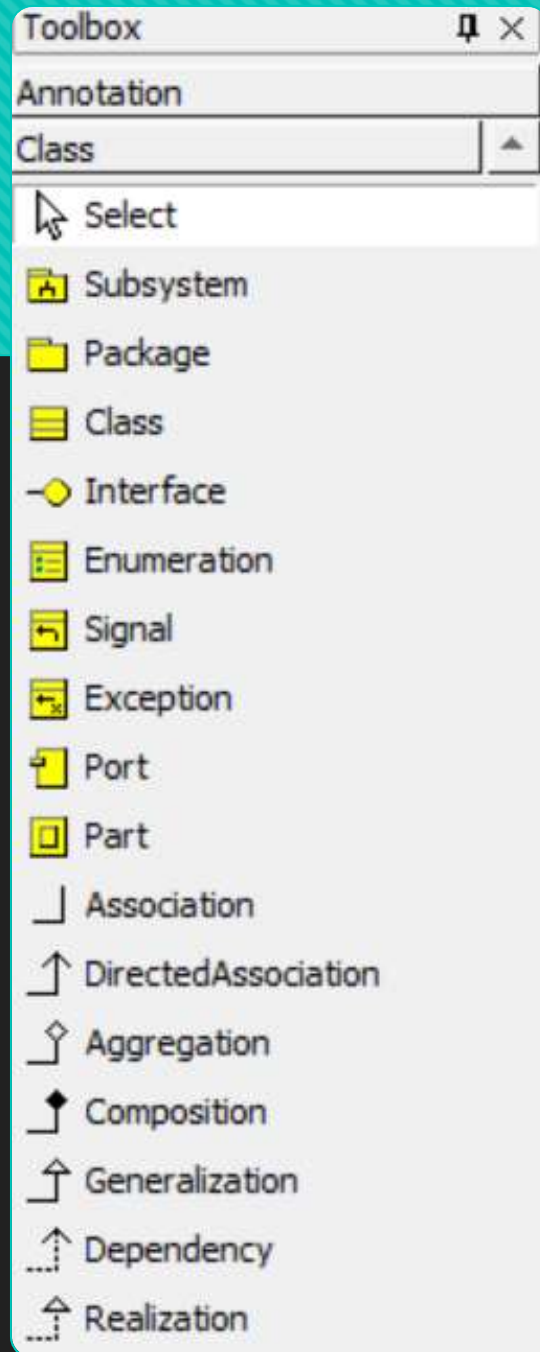 Toolbox
Annotation
Class
Select
Subsystem
Package
Class
Interface
Enumeration
Signal
Exception
Port
Part
Association
DirectedAssociation
Aggregation
Composition
Generalization
Dependency
Realization